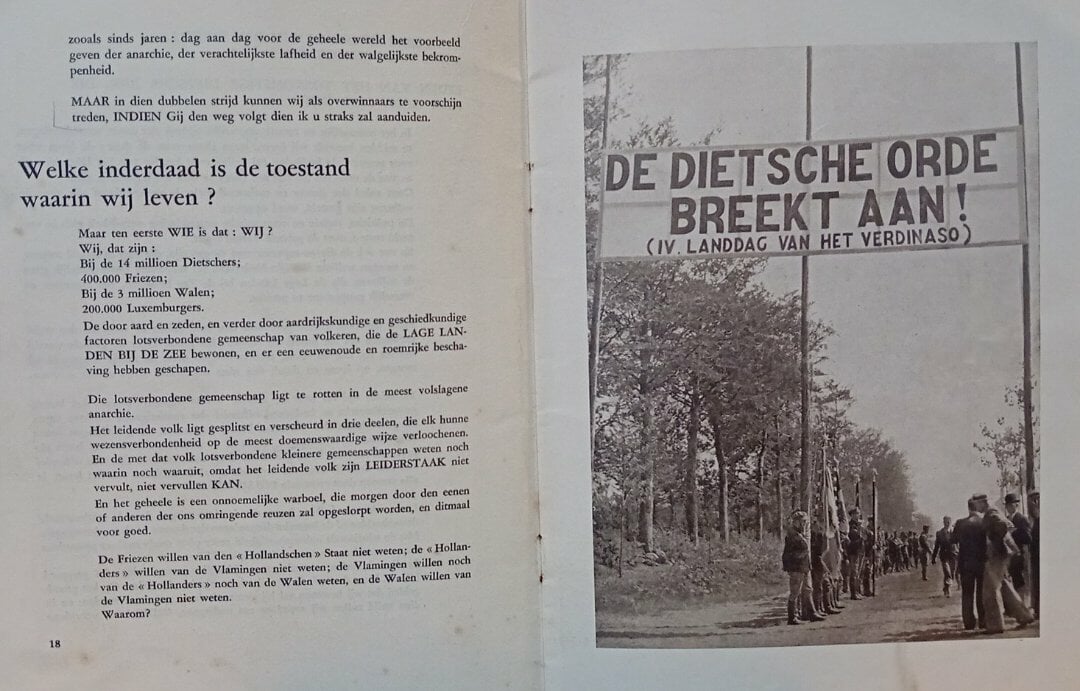 zooals sinds jaren : dag aan dag voor de geheele wereld het voorbeeld
geven der anarchie, der verachtelijkste lafheid en der walgelijkste bekrom-
penheid.
MAAR in dien dubbelen strijd kunnen wij als overwinnaars te voorschijn
treden, INDIEN Gij den weg volgt dien ik u straks zal aanduiden.
Welke inderdaad is de toestand
waarin wij leven ?
Maar ten eerste WIE is dat : WIJ ?
Wij, dat zijn :
Bij de 14 millioen Dietschers;
400.000 Friezen;
Bij de 3 millioen Walen;
200.000 Luxemburgers.
De door aard en zeden, en verder door aardrijkskundige en geschiedkundige
factoren lotsverbondene gemeenschap van volkeren, die de LAGE LAN-
DEN BIJ DE ZEE bewonen, en er een eeuwenoude en roemrijke bescha-
ving hebben geschapen.
Die lotsverbondene gemeenschap ligt te rotten in de meest volslagene
anarchie.
Het leidende volk ligt gesplitst en verscheurd in drie deelen, die elk hunne
wezensverbondenheid op de meest doemenswaardige wijze verloochenen.
En de met dat volk lotsverbondene kleinere gemeenschappen weten noch
waarin noch waaruit, omdat het leidende volk zijn LEIDERSTAAK niet
vervult, niet vervullen KAN.
En het geheele is een onnoemelijke warboel, die morgen door den eenen
of anderen der ons omringende reuzen zal opgeslorpt worden, en ditmaal
voor goed.
De Friezen willen van den « Hollandschen » Staat niet weten; de « Hollan-
ders » willen van de Vlamingen niet weten; de Vlamingen willen noch
van de « Hollanders » noch van de Walen weten, en de Walen willen van
de Vlamingen niet weten.
Waarom?
18
DE DIETSCHE ORDE
BREEKT AAN!
(IV. LANDDAG VAN HET VERDINASO)